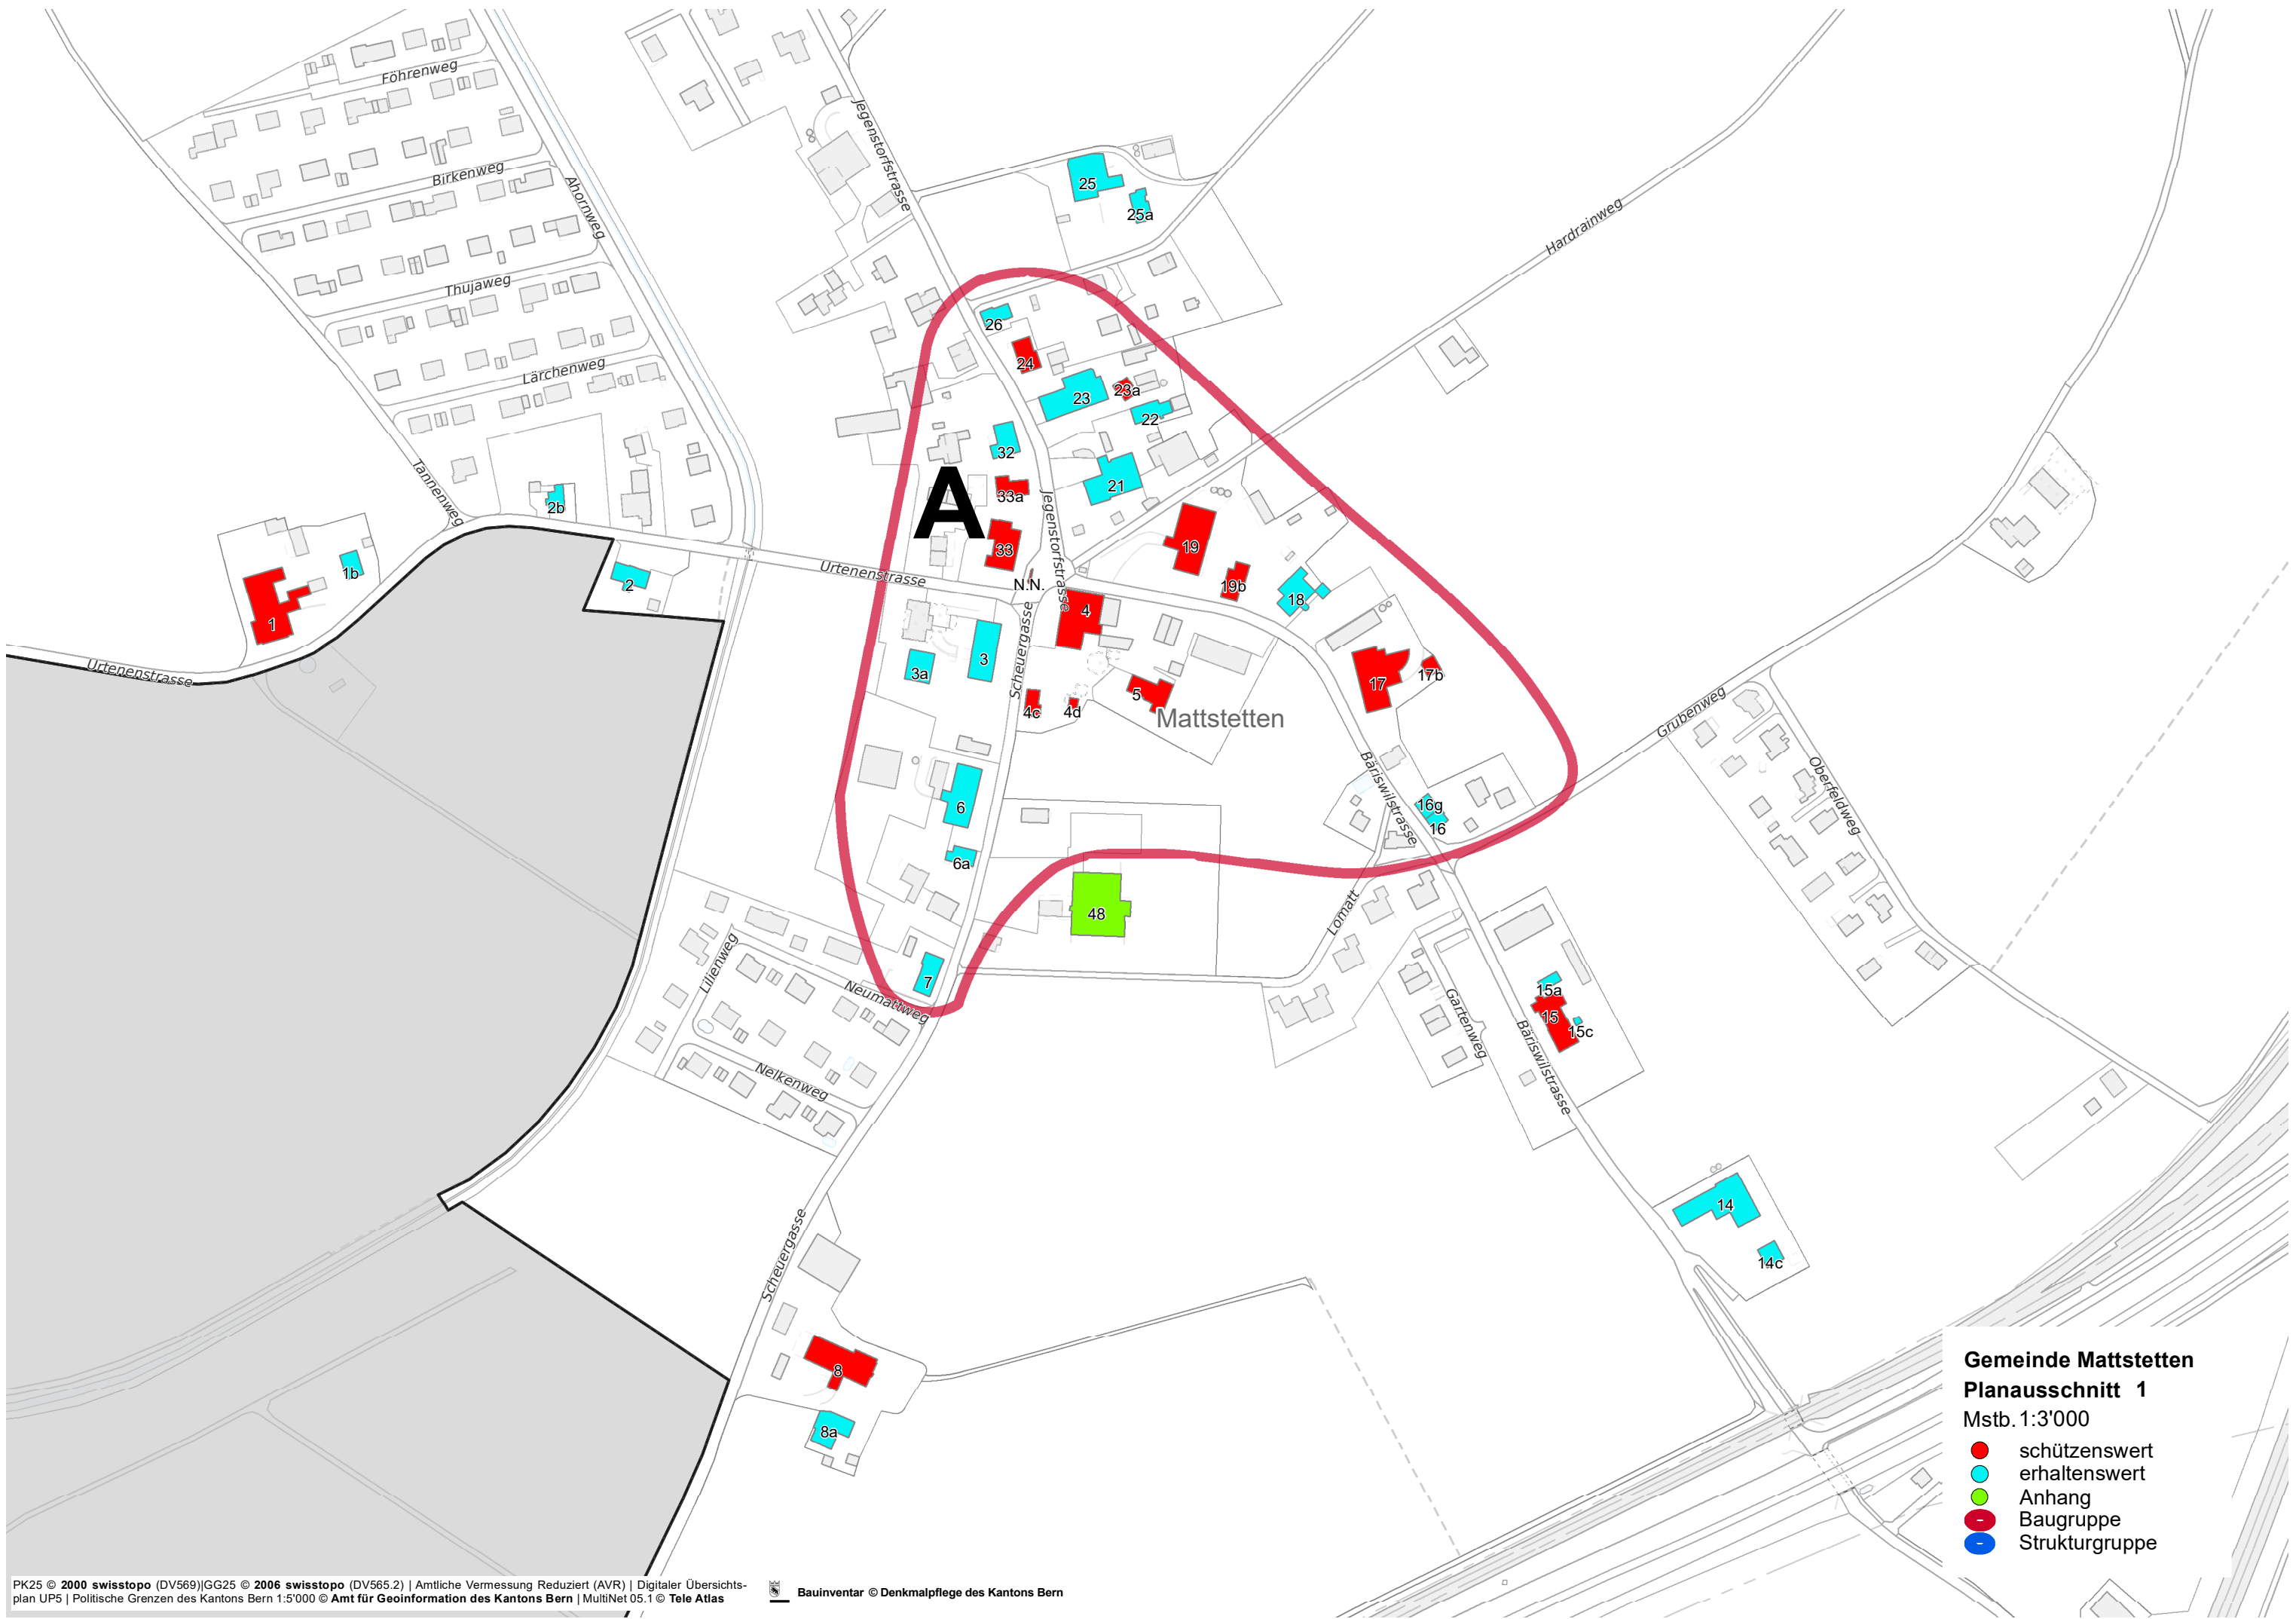 Föhrenweg
Birkenweg
Ahornweg
Thujaweg
Lärchenweg
Tannenweg
Jegenstorfstrasse
Hardrainweg
25
25a
26
24
23
23a
22
32
21
33a
A
Jegenstorfstrasse
33
19
19b
18
N.N.
2b
1b
1
2
Urtenenstrasse
Urtenenstrasse
4
3
3a
Scheuergasse
4c
4d
5
Mattstetten
17
17b
Grubenweg
Oberfeldweg
Bäriswilstrasse
16g
16
6
6a
48
7
Lomatt
Lilienweg
Neumattweg
Nelkenweg
Gartenweg
Bäriswilstrasse
15a
15
15c
14
14c
Scheuergasse
8
8a
Gemeinde Mattstetten
Planausschnitt 1
Mstb. 1:3'000
schützenswert
erhaltenswert
Anhang
Baugruppe
Strukturgruppe
PK25 © 2000 swisstopo (DV569)|GG25 © 2006 swisstopo (DV565.2) | Amtliche Vermessung Reduziert (AVR) | Digitaler Übersichts-
plan UP5 | Politische Grenzen des Kantons Bern 1:5'000 © Amt für Geoinformation des Kantons Bern | MultiNet 05.1 © Tele Atlas
Bauinventar © Denkmalpflege des Kantons Bern